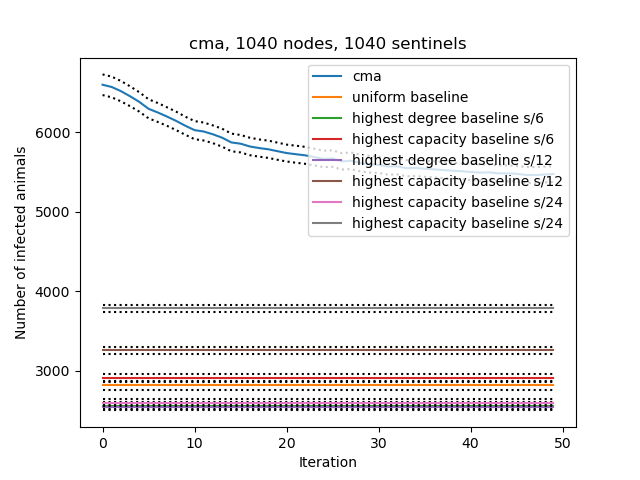 cma, 1040 nodes, 1040 sentinels
cma
uniform baseline
highest degree baseline s/6
highest capacity baseline s/6
highest degree baseline s/12
highest capacity baseline s/12
highest capacity baseline s/24
highest capacity baseline s/24
Number of infected animals
6000
5000
4000
3000
0 10 20 30 40 50
Iteration